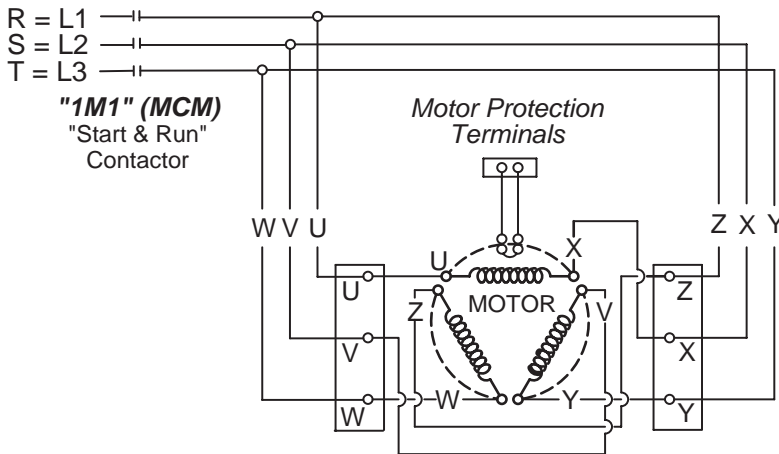 R = L1
S = L2
T = L3
"1M1" (MCM)
"Start & Run"
Contactor
Motor Protection
Terminals
W V U
Z X Y
U
X
U
Z
Z
MOTOR
V
V
X
W
W
Y
Y